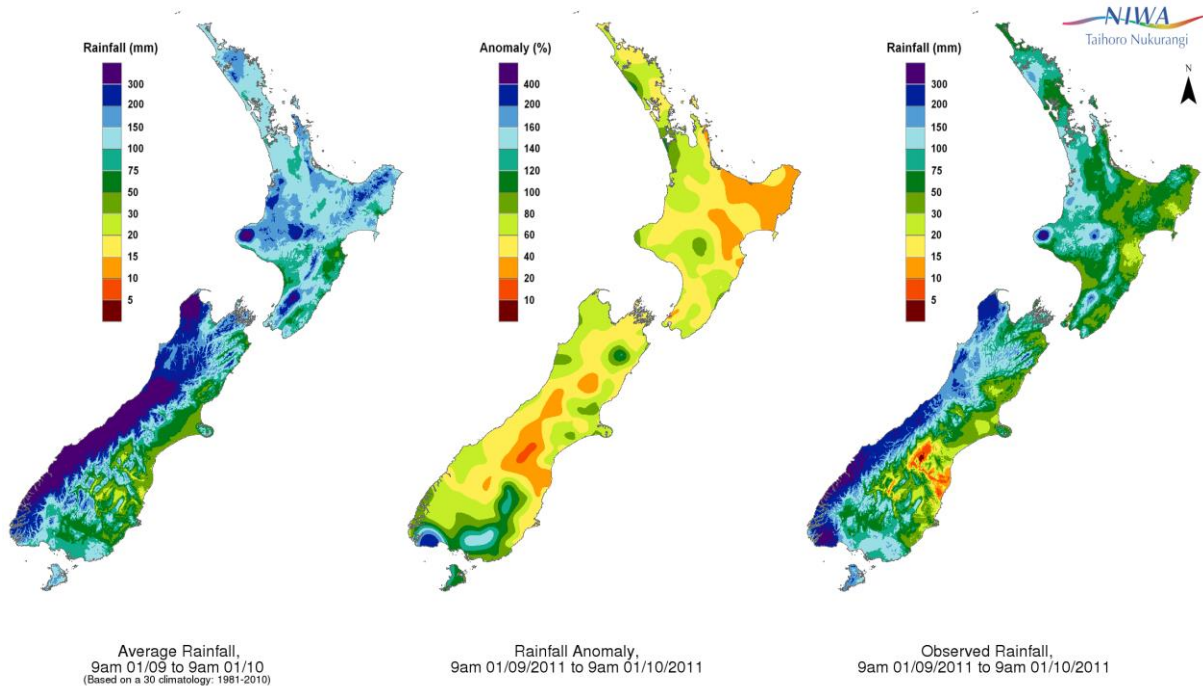 NIWA
Taihoro Nukurangi
N
Rainfall (mm)
300
200
150
100
75
50
30
20
15
10
5
Anomaly (%)
400
200
160
140
120
100
80
60
40
20
10
Rainfall (mm)
300
200
150
100
75
50
30
20
15
10
5
Average Rainfall,
9am 01/09 to 9am 01/10
(Based on a 30 climatology: 1981-2010)
Rainfall Anomaly,
9am 01/09/2011 to 9am 01/10/2011
Observed Rainfall,
9am 01/09/2011 to 9am 01/10/2011